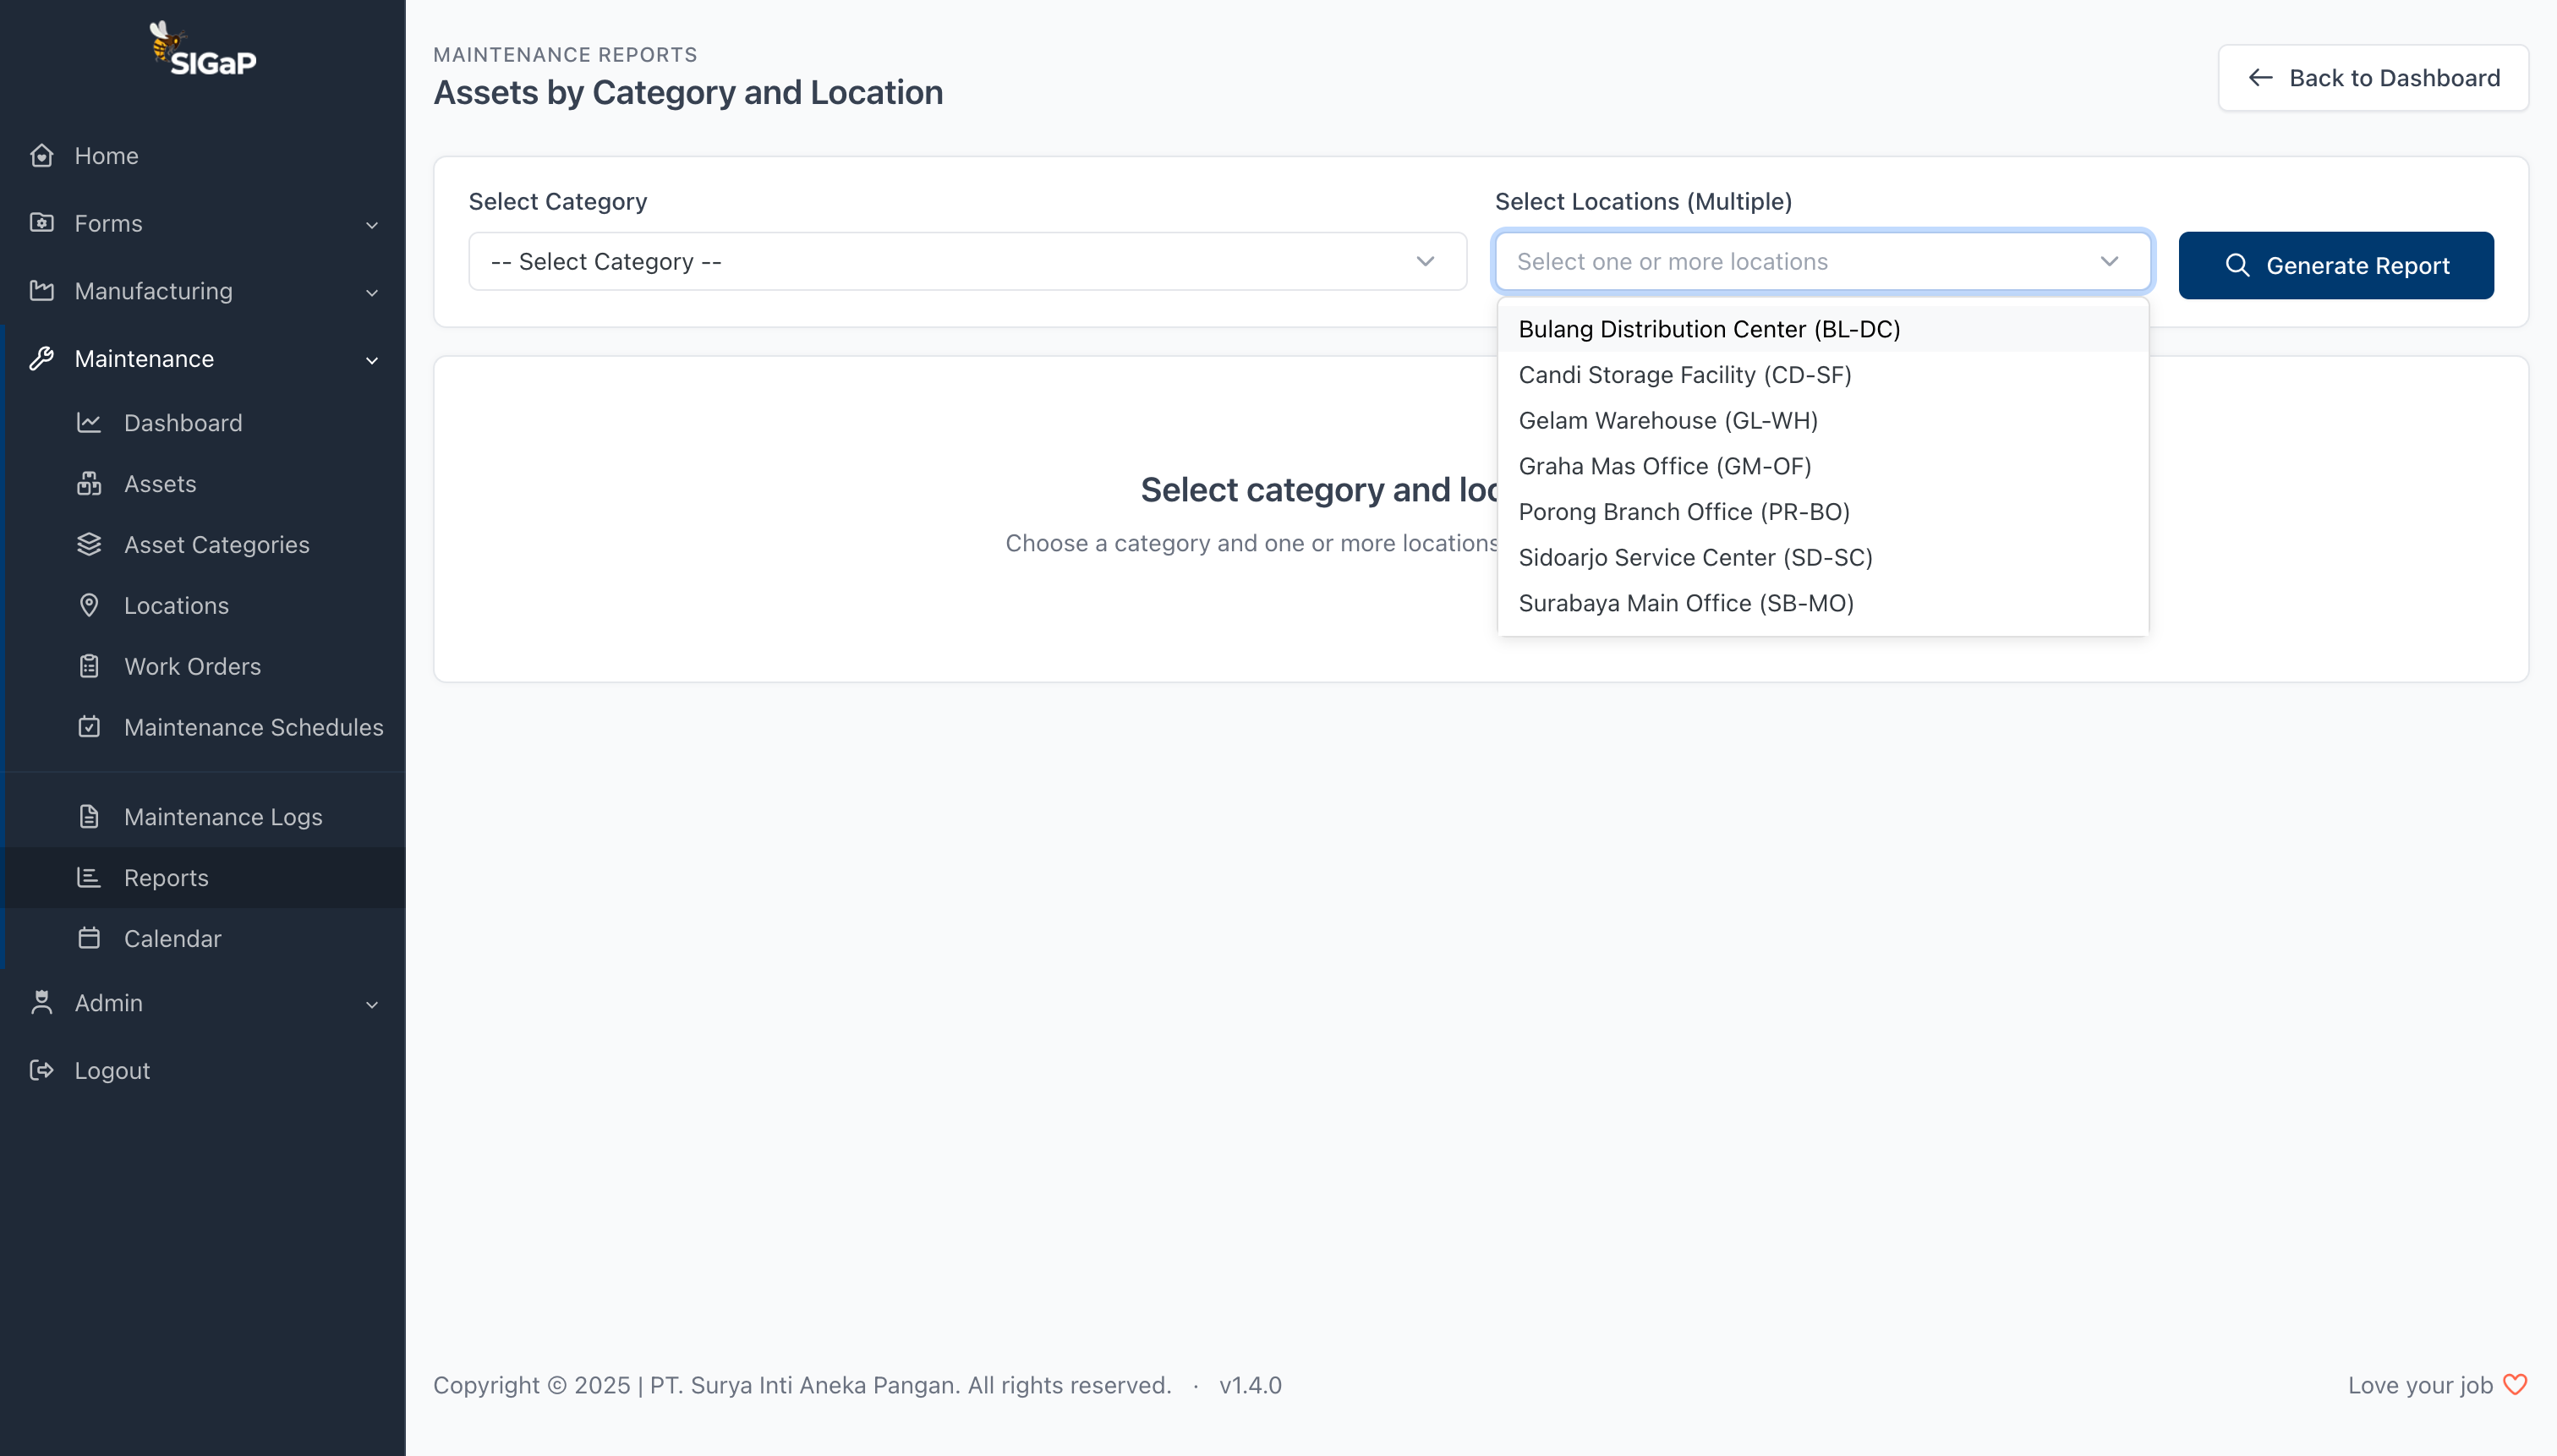 SIGaP
Home
Forms
Manufacturing
Maintenance
Dashboard
Assets
Asset Categories
Locations
Work Orders
Maintenance Schedules
Maintenance Logs
Reports
Calendar
Admin
Logout
MAINTENANCE REPORTS
Assets by Category and Location
Back to Dashboard
Select Category
-- Select Category --
Select Locations (Multiple)
Select one or more locations
Generate Report
Bulang Distribution Center (BL-DC)
Candi Storage Facility (CD-SF)
Gelam Warehouse (GL-WH)
Graha Mas Office (GM-OF)
Porong Branch Office (PR-BO)
Sidoarjo Service Center (SD-SC)
Surabaya Main Office (SB-MO)
Select category and loc
Choose a category and one or more locations
Copyright © 2025 | PT. Surya Inti Aneka Pangan. All rights reserved. · v1.4.0
Love your job